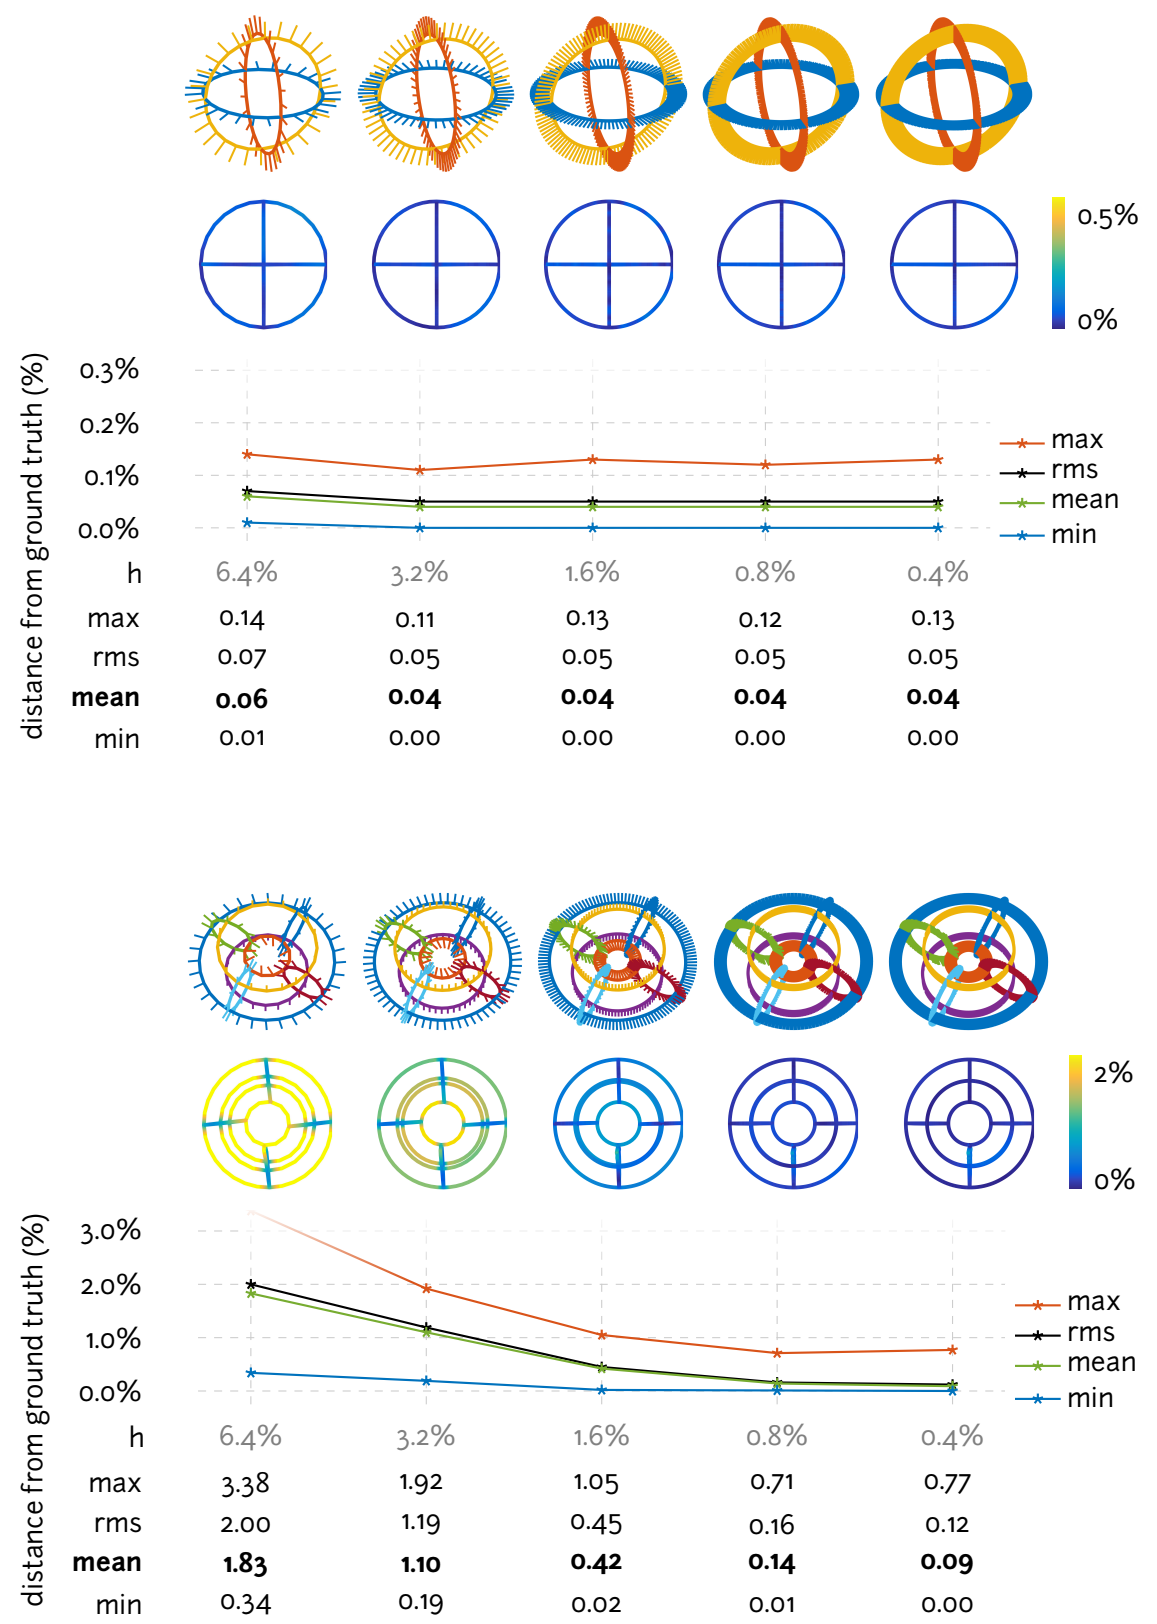 0.5%
0%
distance from ground truth (%)
0.3%
0.2%
0.1%
0.0%
max
rms
mean
min
h 6.4% 3.2% 1.6% 0.8% 0.4%
max 0.14 0.11 0.13 0.12 0.13
rms 0.07 0.05 0.05 0.05 0.05
mean 0.06 0.04 0.04 0.04 0.04
min 0.01 0.00 0.00 0.00 0.00
2%
0%
distance from ground truth (%)
3.0%
2.0%
1.0%
0.0%
max
rms
mean
min
h 6.4% 3.2% 1.6% 0.8% 0.4%
max 3.38 1.92 1.05 0.71 0.77
rms 2.00 1.19 0.45 0.16 0.12
mean 1.83 1.10 0.42 0.14 0.09
min 0.34 0.19 0.02 0.01 0.00